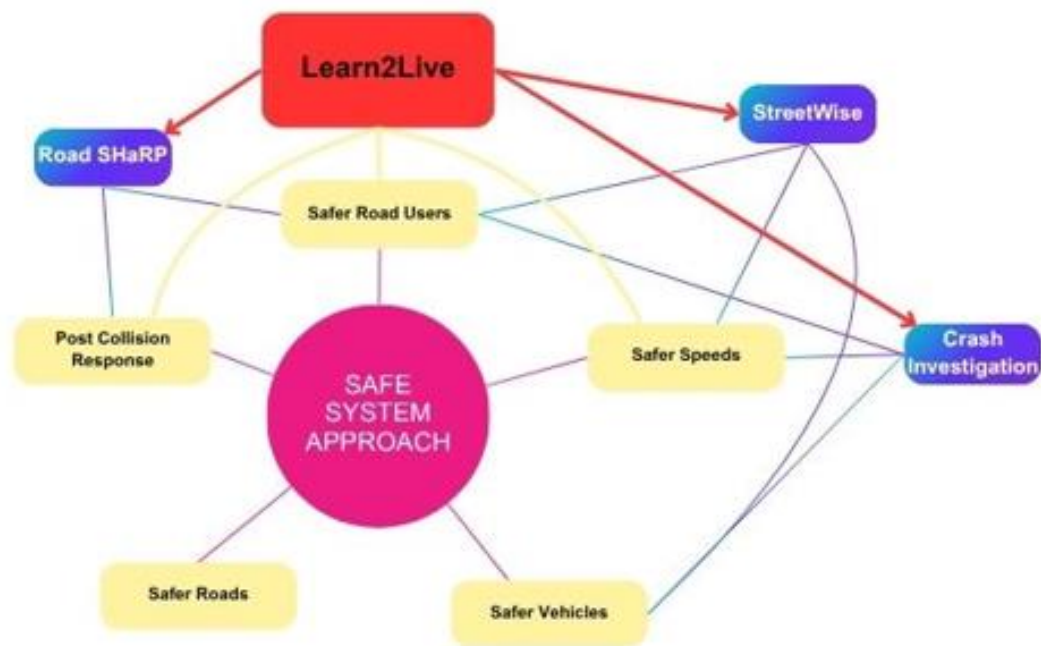 Learn2Live
StreetWise
Road SHaRP
Safer Road Users
Post Collision
Response
Safer Speeds
Crash
Investigation
SAFE
SYSTEM
APPROACH
Safer Roads
Safer Vehicles